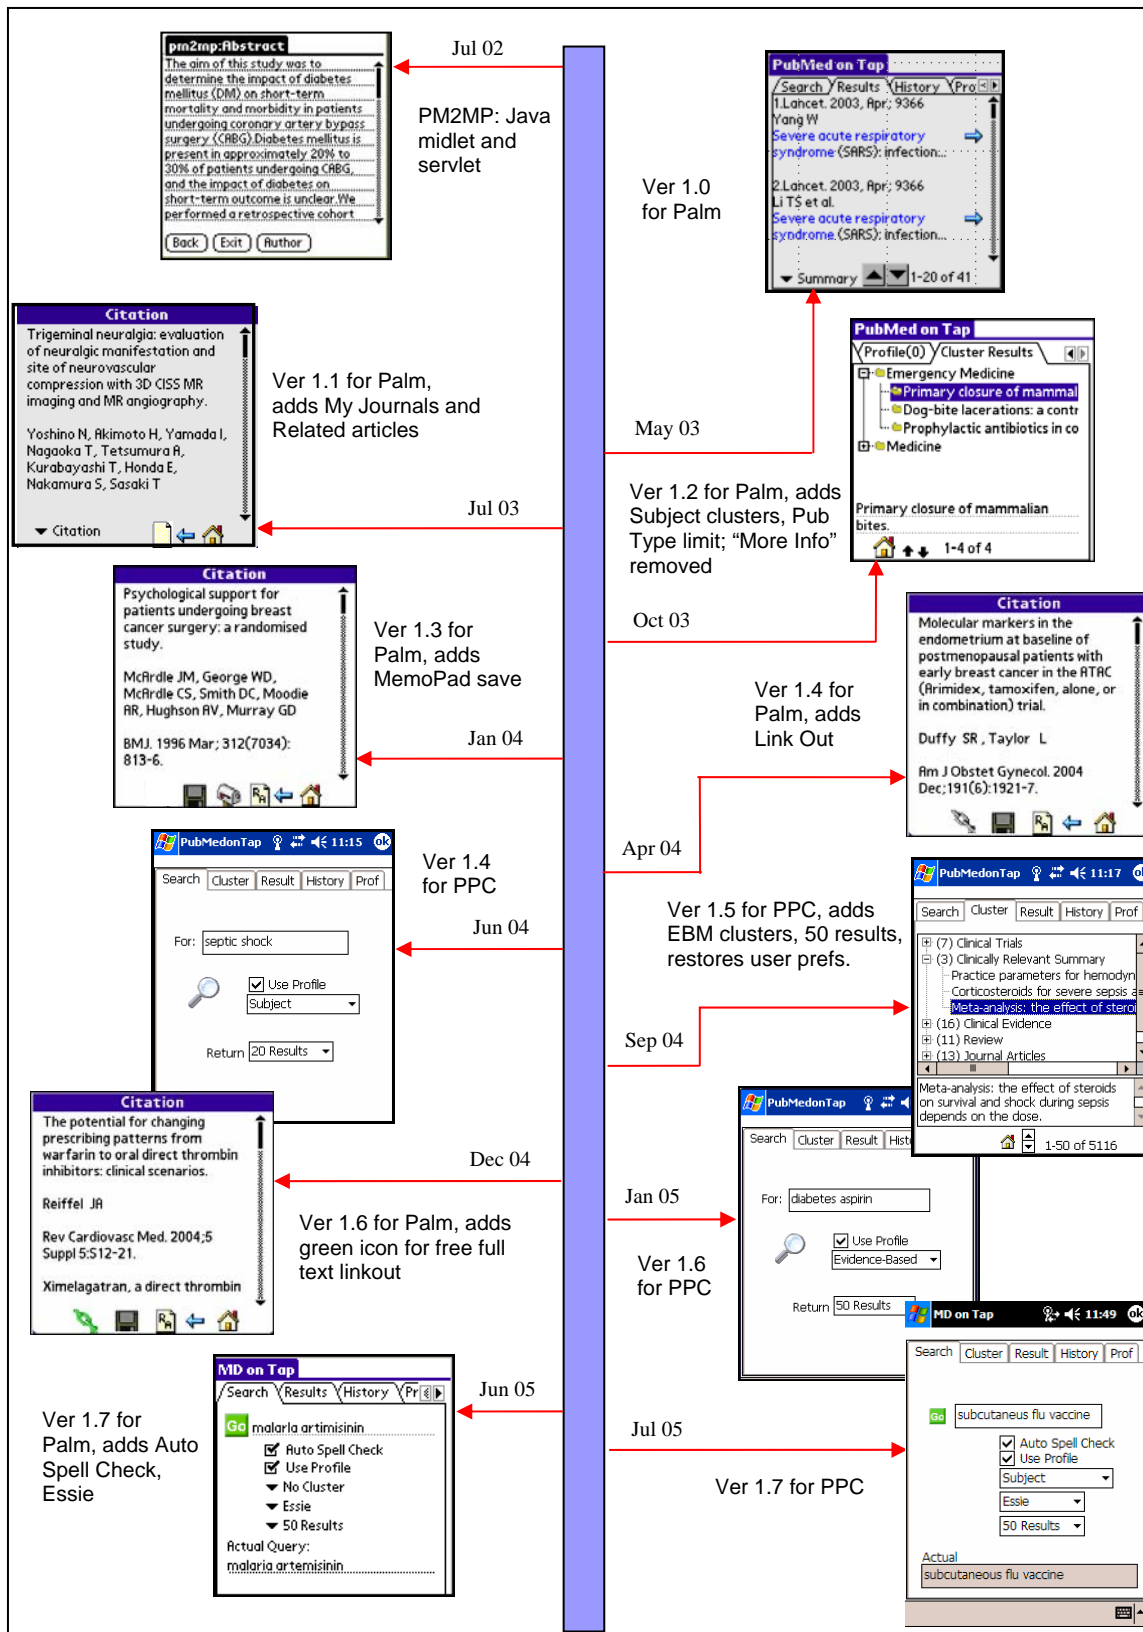 pm2mp:Abstract
The aim of this study was to
determine the impact of diabetes
mellitus (DM) on short-term
mortality and morbidity in patients
undergoing coronary artery bypass
surgery (CABG).Diabetes mellitus is
present in approximately 20% to
30% of patients undergoing CABG,
and the impact of diabetes on
short-term outcome is unclear.We
performed a retrospective cohort
Back Exit Author
Jul 02
PM2MP: Java
midlet and
servlet
PubMed on Tap
Search Results History Pro
1.Lancet. 2003, Apr; 9366
Yang W
Severe acute respiratory
syndrome (SARS): infection...
2.Lancet. 2003, Apr; 9366
Li TS et al.
Severe acute respiratory
syndrome (SARS): infection...
Summary 1-20 of 41
Ver 1.0
for Palm
May 03
Citation
Trigeminal neuralgia: evaluation
of neuralgic manifestation and
site of neurovascular
compression with 3D CISS MR
imaging and MR angiography.
Yoshino N, Akimoto H, Yamada I,
Nagaoka T, Tetsumura A,
Kurabayashi T, Honda E,
Nakamura S, Sasaki T
Citation
Ver 1.1 for Palm,
adds My Journals and
Related articles
Jul 03
PubMed on Tap
Profile(0) Cluster Results
Emergency Medicine
Primary closure of mammal
Dog-bite lacerations: a contr
Prophylactic antibiotics in co
Medicine
Primary closure of mammalian
bites.
1-4 of 4
Ver 1.2 for Palm, adds
Subject clusters, Pub
Type limit; “More Info”
removed
Oct 03
Citation
Psychological support for
patients undergoing breast
cancer surgery: a randomised
study.
McArdle JM, George WD,
McArdle CS, Smith DC, Moodie
AR, Hughson AV, Murray GD
BMJ. 1996 Mar; 312(7034):
813-6.
RA
Ver 1.3 for
Palm, adds
MemoPad save
Jan 04
Citation
Molecular markers in the
endometrium at baseline of
postmenopausal patients with
early breast cancer in the ATAC
(Arimidex, tamoxifen, alone, or
in combination) trial.
Duffy SR , Taylor L
Am J Obstet Gynecol. 2004
Dec;191(6):1921-7.
RA
Ver 1.4 for
Palm, adds
Link Out
Apr 04
PubMedonTap 11:15 ok
Search Cluster Result History Prof
For: septic shock
Use Profile
Subject
Return 20 Results
Ver 1.4
for PPC
Jun 04
PubMedonTap 11:17
Search Cluster Result History Prof
(7) Clinical Trials
(3) Clinically Relevant Summary
Practice parameters for hemodyn
Corticosteroids for severe sepsis a
Meta-analysis: the effect of steroi
(16) Clinical Evidence
(11) Review
(13) Journal Articles
Meta-analysis: the effect of steroids
on survival and shock during sepsis
depends on the dose.
1-50 of 5116
Ver 1.5 for PPC, adds
EBM clusters, 50 results,
restores user prefs.
Sep 04
Citation
The potential for changing
prescribing patterns from
warfarin to oral direct thrombin
inhibitors: clinical scenarios.
Reiffel JA
Rev Cardiovasc Med. 2004;5
Suppl 5:S12-21.
Ximelagatran, a direct thrombin
RA
Dec 04
Ver 1.6 for Palm, adds
green icon for free full
text linkout
PubMedonTap
Search Cluster Result Hist
For: diabetes aspirin
Use Profile
Evidence-Based
Return 50 Results
Jan 05
Ver 1.6
for PPC
MD on Tap
Search Results History Pr
Go malarla artimisinin
Auto Spell Check
Use Profile
No Cluster
Essie
50 Results
Actual Query:
malaria artemisinin
Jun 05
Ver 1.7 for
Palm, adds Auto
Spell Check,
Essie
MD on Tap 11:49 ok
Search Cluster Result History Prof
Go subcutaneus flu vaccine
Auto Spell Check
Use Profile
Subject
Essie
50 Results
Actual
subcutaneous flu vaccine
Jul 05
Ver 1.7 for PPC